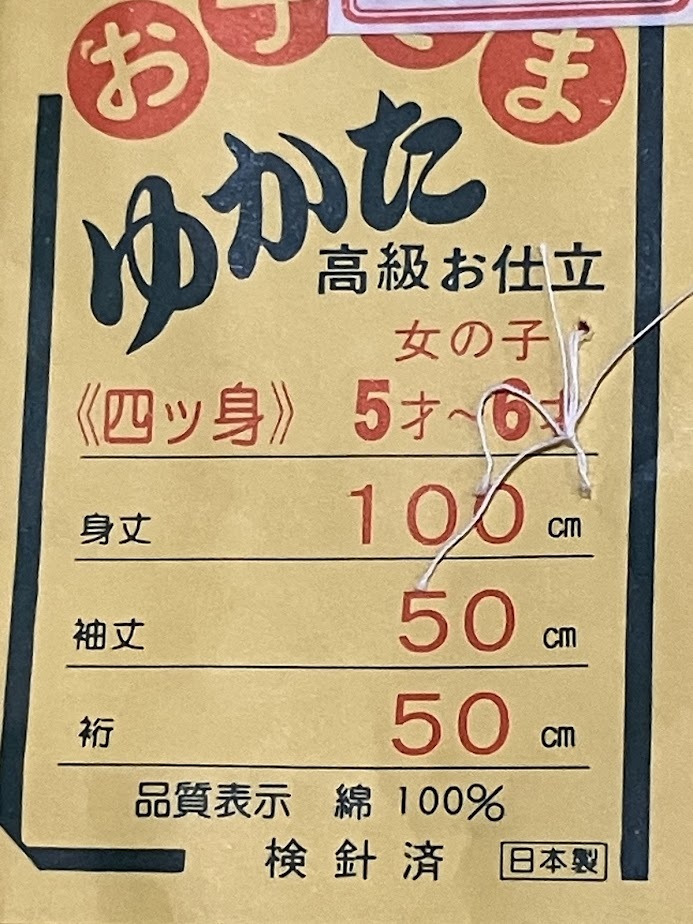 お子さま
ゆかた
高級お仕立
女の子
《四ッ身》 5才〜6才
身丈 100 cm
袖丈 50 cm
裄 50 cm
品質表示 綿 100%
検針済 日本製